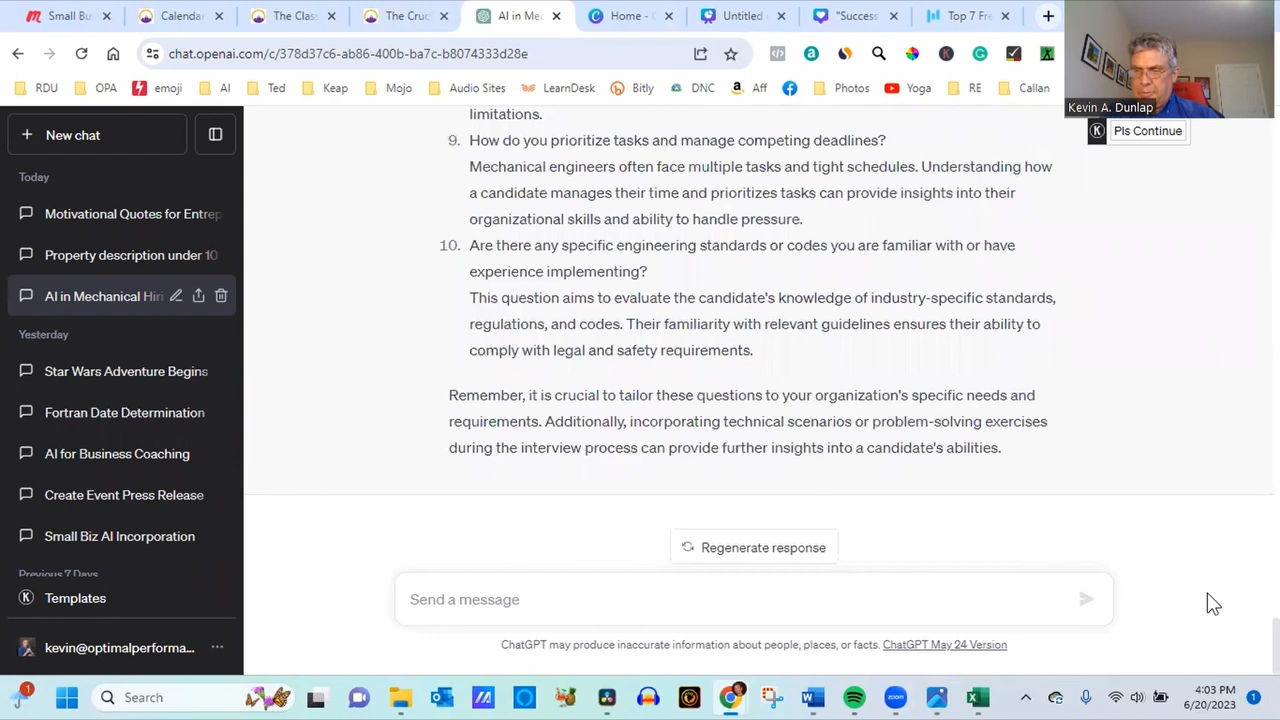 Small Bus
Calendar
The Class
The Cruc
AI in Mec
Home - C
Untitled
"Success
Top 7 Fre
chat.openai.com/c/378d37c6-ab86-400b-ba7c-b8074333d28e
RDU
OPA
emoji
AI
Ted
Keap
Mojo
Audio Sites
LearnDesk
Bitly
DNC
Aff
Photos
Yoga
RE
Callan
Kevin A. Dunlap
K Pls Continue
New chat
Today
Motivational Quotes for Entrep
Property description under 10
AI in Mechanical Hiri
Yesterday
Star Wars Adventure Begins
Fortran Date Determination
AI for Business Coaching
Create Event Press Release
Small Biz AI Incorporation
Previous 7 Days
Templates
kevin@optimalperforma...
limitations.
9. How do you prioritize tasks and manage competing deadlines?
Mechanical engineers often face multiple tasks and tight schedules. Understanding how
a candidate manages their time and prioritizes tasks can provide insights into their
organizational skills and ability to handle pressure.
10. Are there any specific engineering standards or codes you are familiar with or have
experience implementing?
This question aims to evaluate the candidate's knowledge of industry-specific standards,
regulations, and codes. Their familiarity with relevant guidelines ensures their ability to
comply with legal and safety requirements.
Remember, it is crucial to tailor these questions to your organization's specific needs and
requirements. Additionally, incorporating technical scenarios or problem-solving exercises
during the interview process can provide further insights into a candidate's abilities.
Regenerate response
Send a message
ChatGPT may produce inaccurate information about people, places, or facts. ChatGPT May 24 Version
Search
4:03 PM
6/20/2023